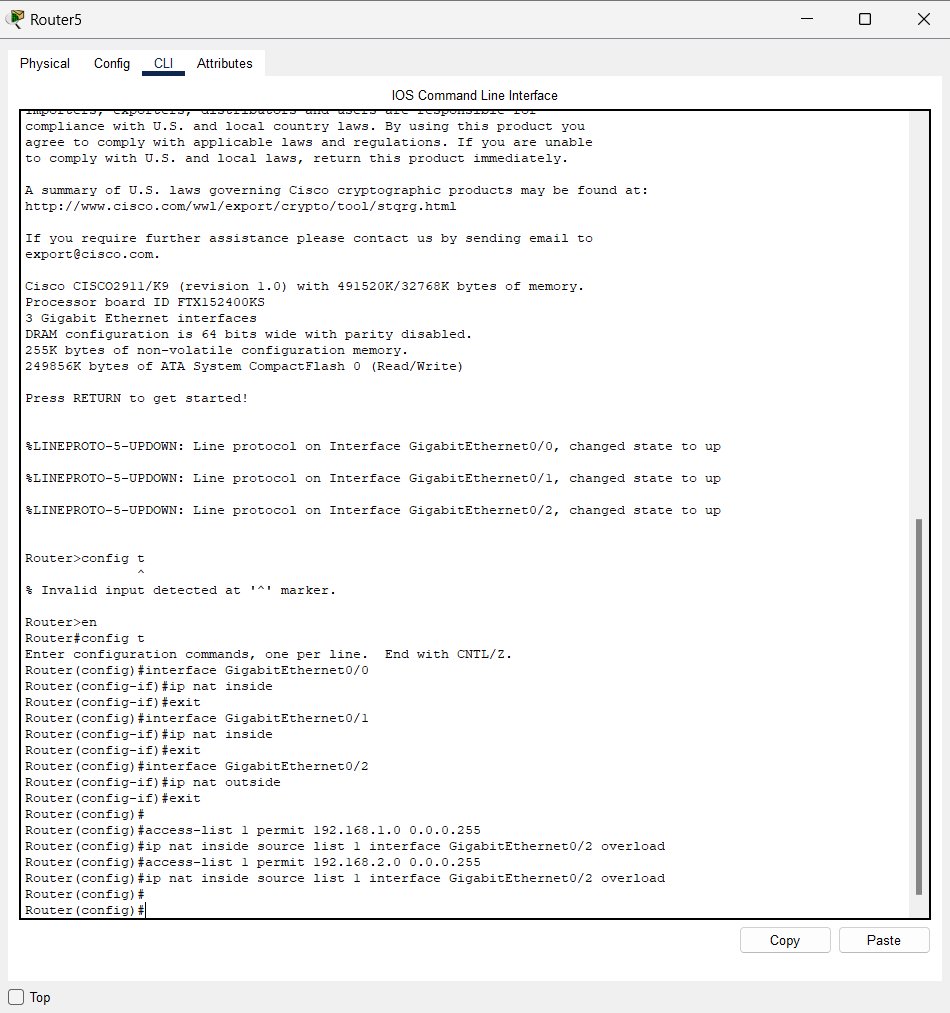 Router5
Physical Config CLI Attributes
IOS Command Line Interface
importers, exporters, distributors and users are responsible for
compliance with U.S. and local country laws. By using this product you
agree to comply with applicable laws and regulations. If you are unable
to comply with U.S. and local laws, return this product immediately.
A summary of U.S. laws governing Cisco cryptographic products may be found at:
http://www.cisco.com/wwl/export/crypto/tool/stqrg.html
If you require further assistance please contact us by sending email to
export@cisco.com.
Cisco CISCO2911/K9 (revision 1.0) with 491520K/32768K bytes of memory.
Processor board ID FTX152400KS
3 Gigabit Ethernet interfaces
DRAM configuration is 64 bits wide with parity disabled.
255K bytes of non-volatile configuration memory.
249856K bytes of ATA System CompactFlash 0 (Read/Write)
Press RETURN to get started!
%LINEPROTO-5-UPDOWN: Line protocol on Interface GigabitEthernet0/0, changed state to up
%LINEPROTO-5-UPDOWN: Line protocol on Interface GigabitEthernet0/1, changed state to up
%LINEPROTO-5-UPDOWN: Line protocol on Interface GigabitEthernet0/2, changed state to up
Router>config t
^
% Invalid input detected at '^' marker.
Router>en
Router#config t
Enter configuration commands, one per line.  End with CNTL/Z.
Router(config)#interface GigabitEthernet0/0
Router(config-if)#ip nat inside
Router(config-if)#exit
Router(config)#interface GigabitEthernet0/1
Router(config-if)#ip nat inside
Router(config-if)#exit
Router(config)#interface GigabitEthernet0/2
Router(config-if)#ip nat outside
Router(config-if)#exit
Router(config)#
Router(config)#access-list 1 permit 192.168.1.0 0.0.0.255
Router(config)#ip nat inside source list 1 interface GigabitEthernet0/2 overload
Router(config)#access-list 1 permit 192.168.2.0 0.0.0.255
Router(config)#ip nat inside source list 1 interface GigabitEthernet0/2 overload
Router(config)#
Router(config)#
Copy Paste
Top